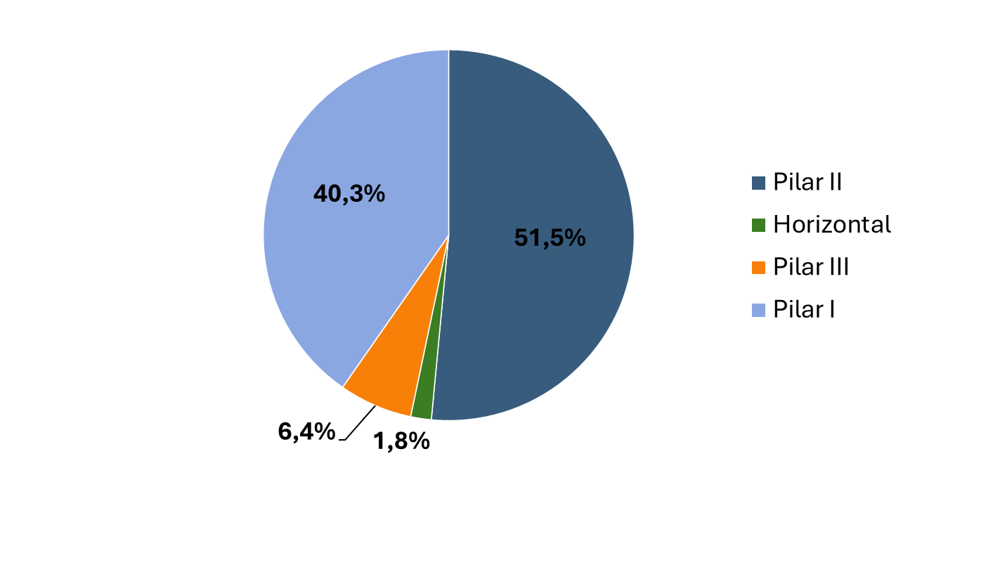 40,3%
51,5%
6,4%
1,8%
Pilar II
Horizontal
Pilar III
Pilar I